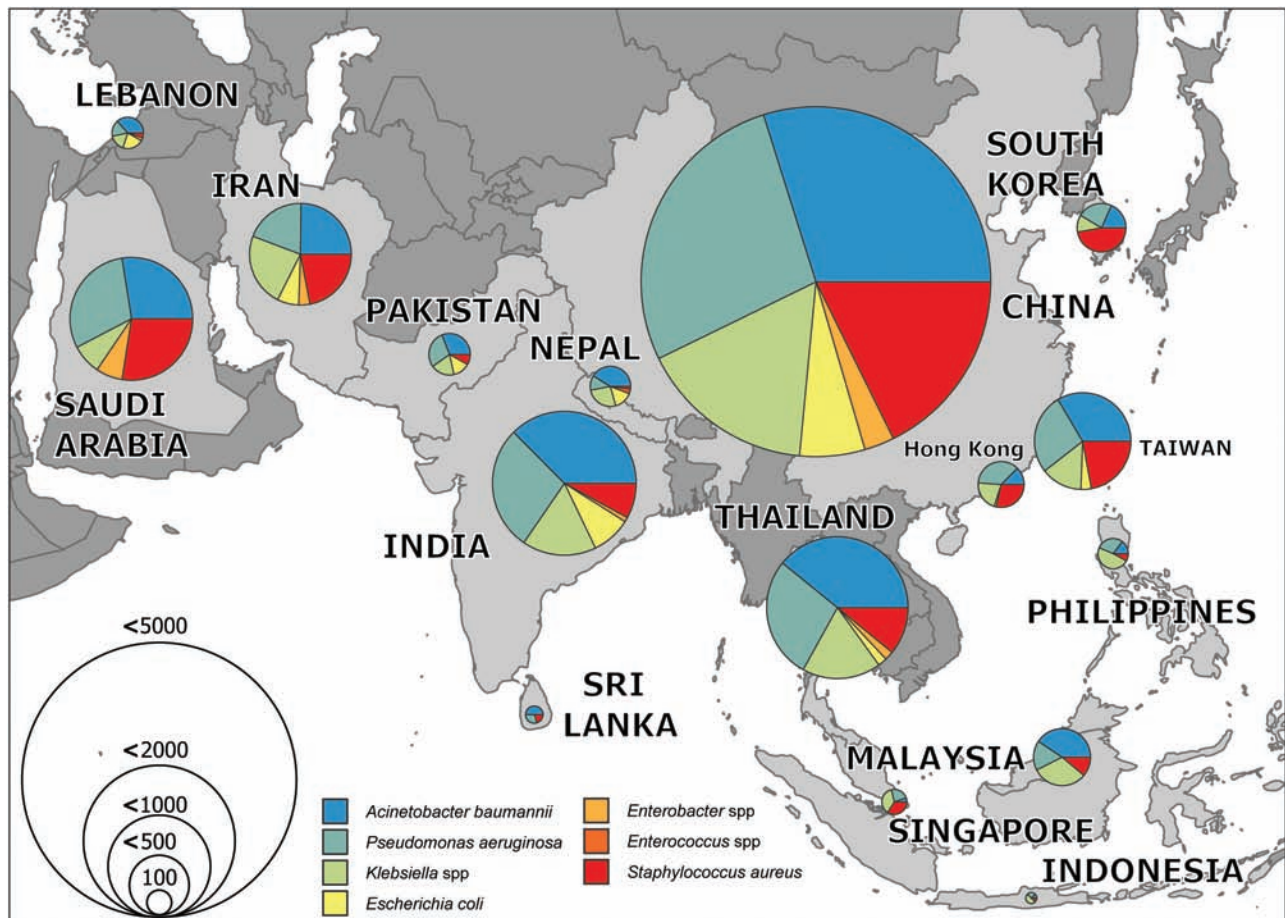 LEBANON
IRAN
PAKISTAN
NEPAL
SOUTH
KOREA
CHINA
SAUDI
ARABIA
Hong Kong
TAIWAN
INDIA
THAILAND
PHILIPPINES
SRI
LANKA
MALAYSIA
SINGAPORE
INDONESIA
<5000
<2000
<1000
<500
100
Acinetobacter baumannii
Pseudomonas aeruginosa
Klebsiella spp
Escherichia coli
Enterobacter spp
Enterococcus spp
Staphylococcus aureus